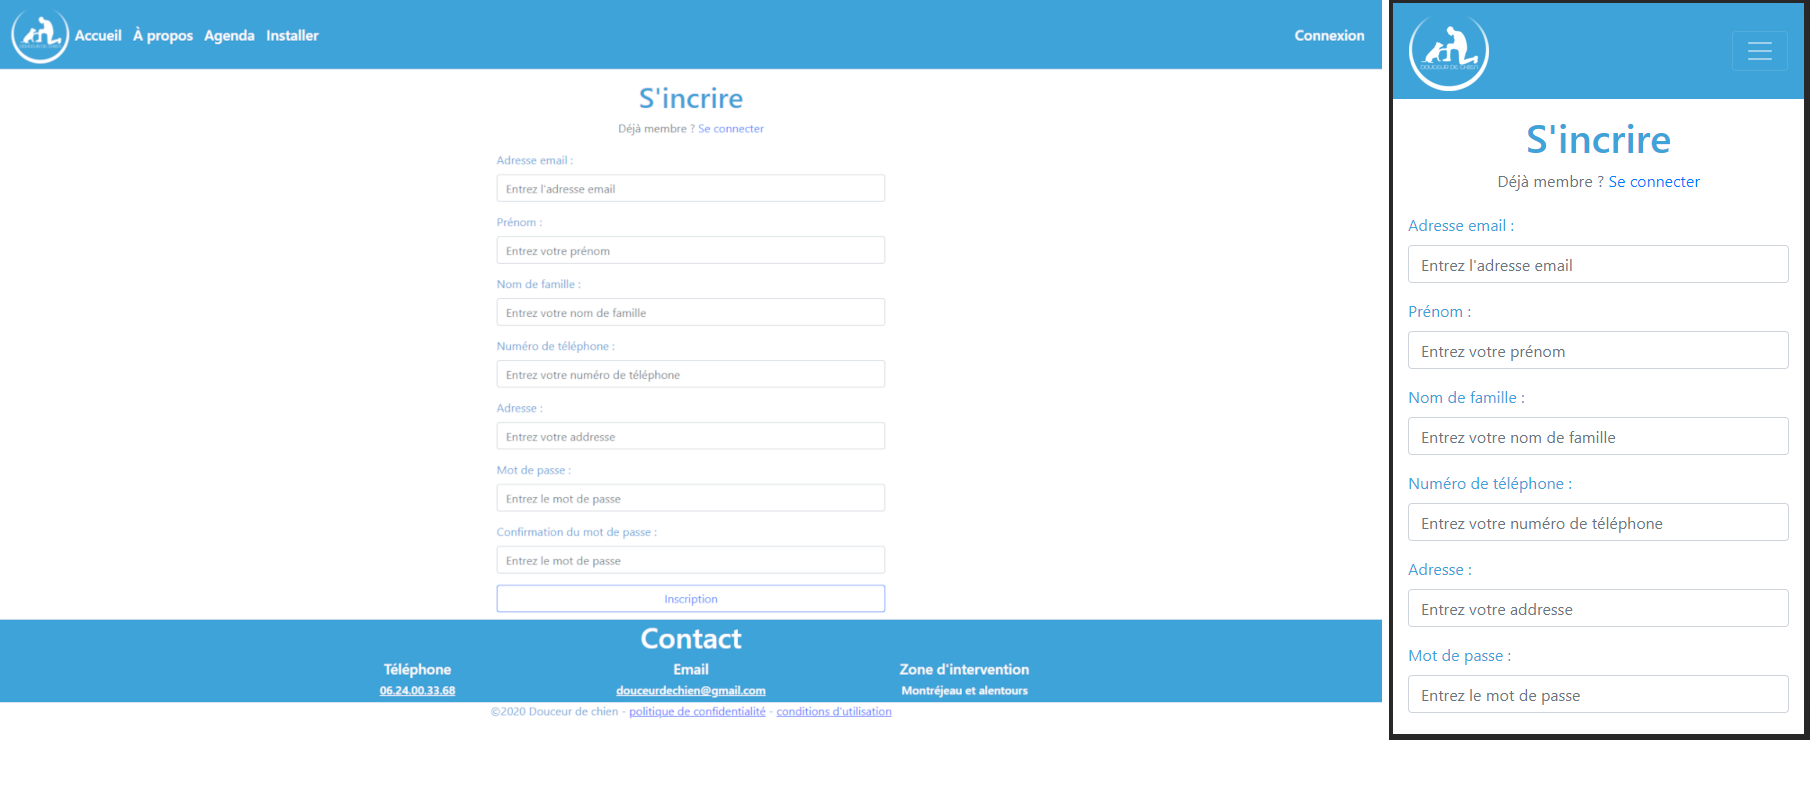 DOUCEUR DE CHIEN
Accueil À propos Agenda Installer
Connexion
S'incrire
Déjà membre ? Se connecter
Adresse email :
Entrez l'adresse email
Prénom :
Entrez votre prénom
Nom de famille :
Entrez votre nom de famille
Numéro de téléphone :
Entrez votre numéro de téléphone
Adresse :
Entrez votre addresse
Mot de passe :
Entrez le mot de passe
Confirmation du mot de passe :
Entrez le mot de passe
Inscription
Contact
Téléphone
06.24.00.33.68
Email
douceurdechien@gmail.com
Zone d'intervention
Montréjeau et alentours
©2020 Douceur de chien - politique de confidentialité - conditions d'utilisation
DOUCEUR DE CHIEN
S'incrire
Déjà membre ? Se connecter
Adresse email :
Entrez l'adresse email
Prénom :
Entrez votre prénom
Nom de famille :
Entrez votre nom de famille
Numéro de téléphone :
Entrez votre numéro de téléphone
Adresse :
Entrez votre addresse
Mot de passe :
Entrez le mot de passe